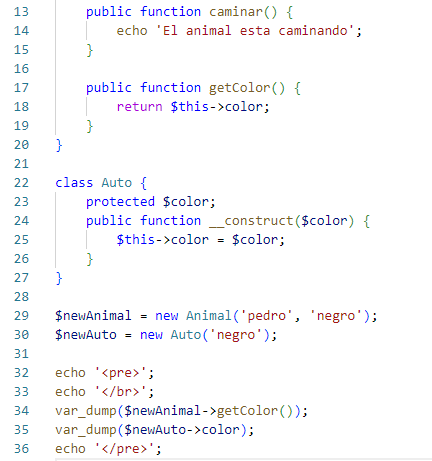 13 public function caminar() {
14 echo 'El animal esta caminando';
15 }
16
17 public function getColor() {
18 return $this->color;
19 }
20 }
21
22 class Auto {
23 protected $color;
24 public function __construct($color) {
25 $this->color = $color;
26 }
27 }
28
29 $newAnimal = new Animal('pedro', 'negro');
30 $newAuto = new Auto('negro');
31
32 echo '<pre>';
33 echo '</br>';
34 var_dump($newAnimal->getColor());
35 var_dump($newAuto->color);
36 echo '</pre>';